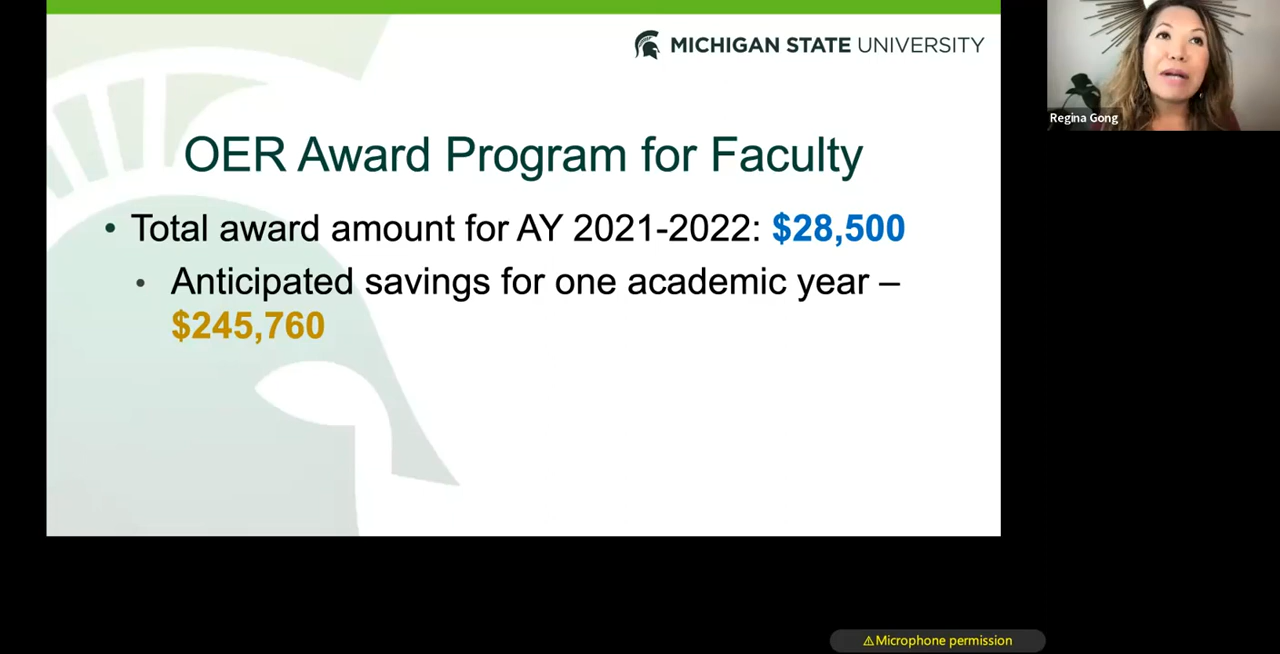 MICHIGAN STATE UNIVERSITY
OER Award Program for Faculty
• Total award amount for AY 2021-2022: $28,500
• Anticipated savings for one academic year –
$245,760
Regina Gong
⚠Microphone permission